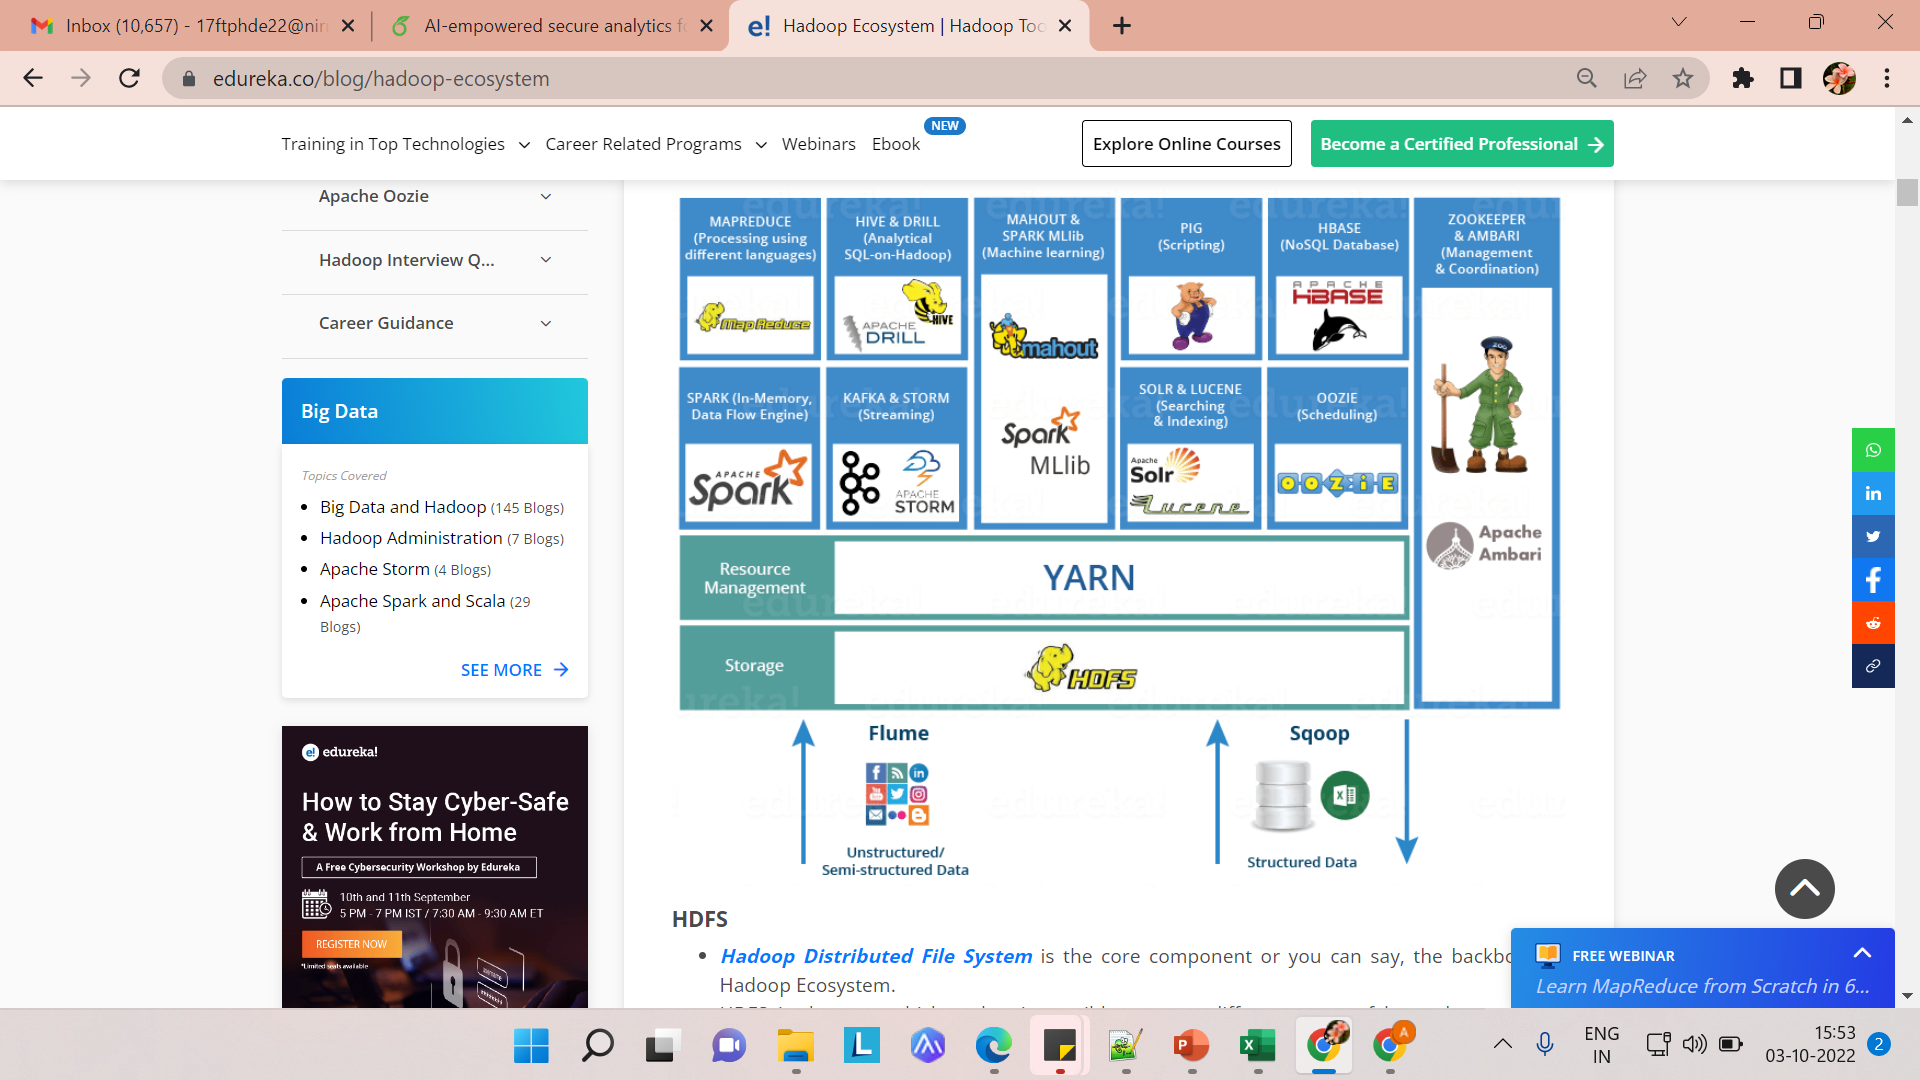 Inbox (10,657) - 17ftphde22@nir
AI-empowered secure analytics f
e! Hadoop Ecosystem | Hadoop Too
edureka.co/blog/hadoop-ecosystem
Training in Top Technologies
Career Related Programs
Webinars
Ebook
NEW
Explore Online Courses
Become a Certified Professional
Apache Oozie
Hadoop Interview Q...
Career Guidance
Big Data
Topics Covered
Big Data and Hadoop (145 Blogs)
Hadoop Administration (7 Blogs)
Apache Storm (4 Blogs)
Apache Spark and Scala (29
Blogs)
SEE MORE
e! edureka!
How to Stay Cyber-Safe
& Work from Home
A Free Cybersecurity Workshop by Edureka
10th and 11th September
5 PM - 7 PM IST / 7:30 AM - 9:30 AM ET
REGISTER NOW
*Limited seats available
MAPREDUCE
(Processing using
different languages)
Map Reduce
HIVE & DRILL
(Analytical
SQL-on-Hadoop)
HIVE
APACHE
DRILL
MAHOUT &
SPARK MLlib
(Machine learning)
mahout
Spark
MLlib
PIG
(Scripting)
HBASE
(NoSQL Database)
APACHE
HBASE
ZOOKEEPER
& AMBARI
(Management
& Coordination)
ZOO
Apache
Ambari
SPARK (In-Memory,
Data Flow Engine)
APACHE
Spark
KAFKA & STORM
(Streaming)
APACHE
STORM
SOLR & LUCENE
(Searching
& Indexing)
Apache
Solr
Lucene
OOZIE
(Scheduling)
OOZIE
Resource
Management
YARN
Storage
HDFS
Flume
Unstructured/
Semi-structured Data
Sqoop
Structured Data
HDFS
Hadoop Distributed File System is the core component or you can say, the backbo
Hadoop Ecosystem.
FREE WEBINAR
Learn MapReduce from Scratch in 6...
ENG
IN
15:53
03-10-2022
2